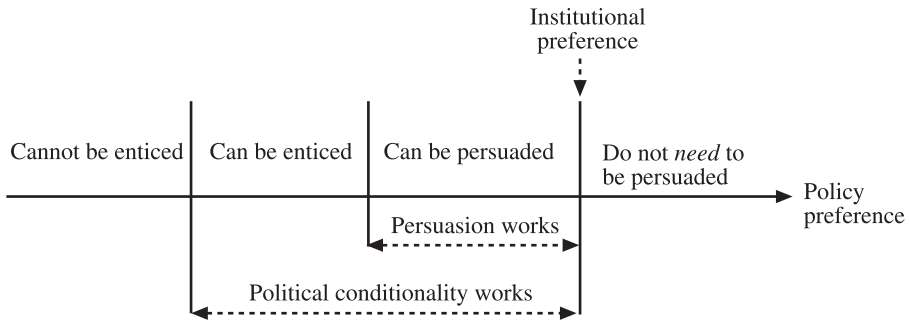 Institutional
preference
Cannot be enticed
Can be enticed
Can be persuaded
Do not need to
be persuaded
Policy
preference
Persuasion works
Political conditionality works